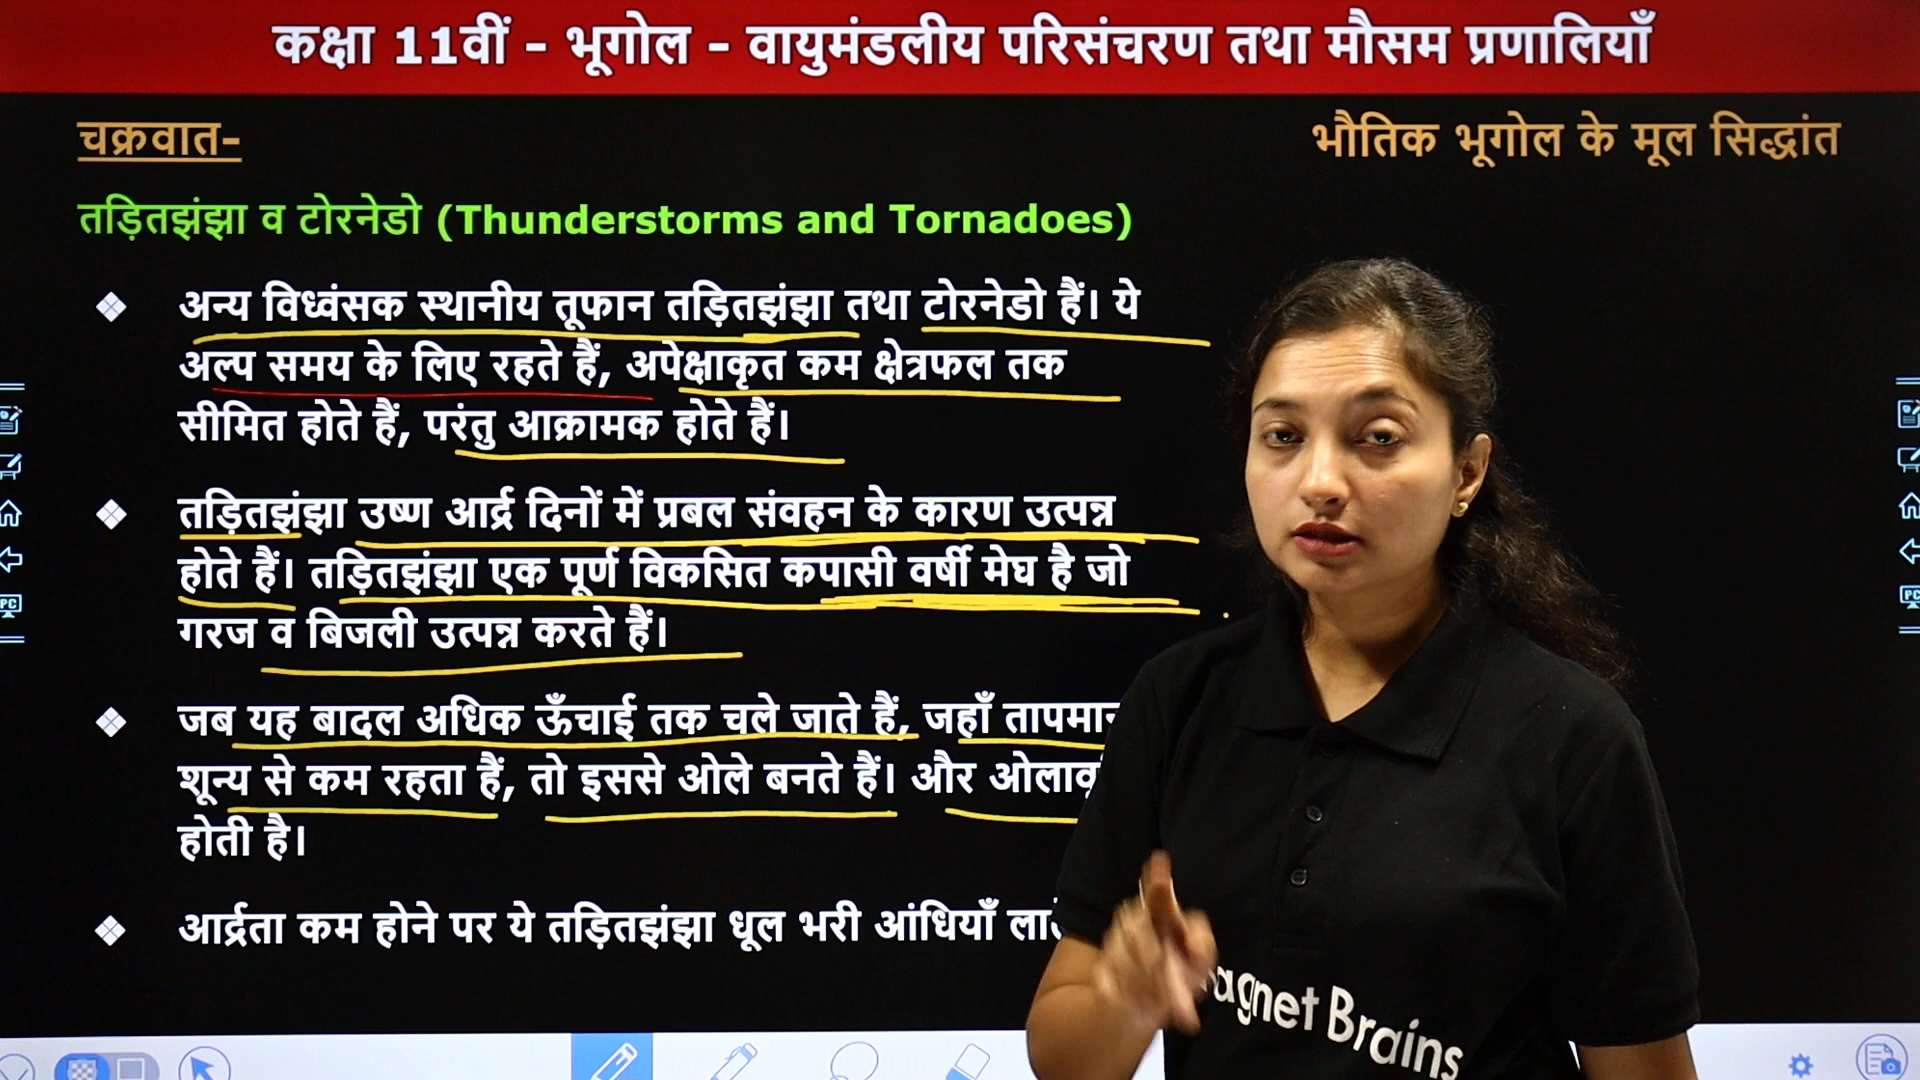 कक्षा 11वीं - भूगोल - वायुमंडलीय परिसंचरण तथा मौसम प्रणालियाँ
चक्रवात-
भौतिक भूगोल के मूल सिद्धांत
तड़ितझंझा व टोरनेडो (Thunderstorms and Tornadoes)
अन्य विध्वंसक स्थानीय तूफान तड़ितझंझा तथा टोरनेडो हैं। ये
अल्प समय के लिए रहते हैं, अपेक्षाकृत कम क्षेत्रफल तक
सीमित होते हैं, परंतु आक्रामक होते हैं।
तड़ितझंझा उष्ण आर्द्र दिनों में प्रबल संवहन के कारण उत्पन्न
होते हैं। तड़ितझंझा एक पूर्ण विकसित कपासी वर्षी मेघ है जो
गरज व बिजली उत्पन्न करते हैं।
जब यह बादल अधिक ऊँचाई तक चले जाते हैं, जहाँ
शून्य से कम रहता हैं, तो इससे ओले बनते हैं। और
होती है।
आर्द्रता कम होने पर ये तड़ितझंझा धूल भरी आंधियाँ
Brains
PC
PC